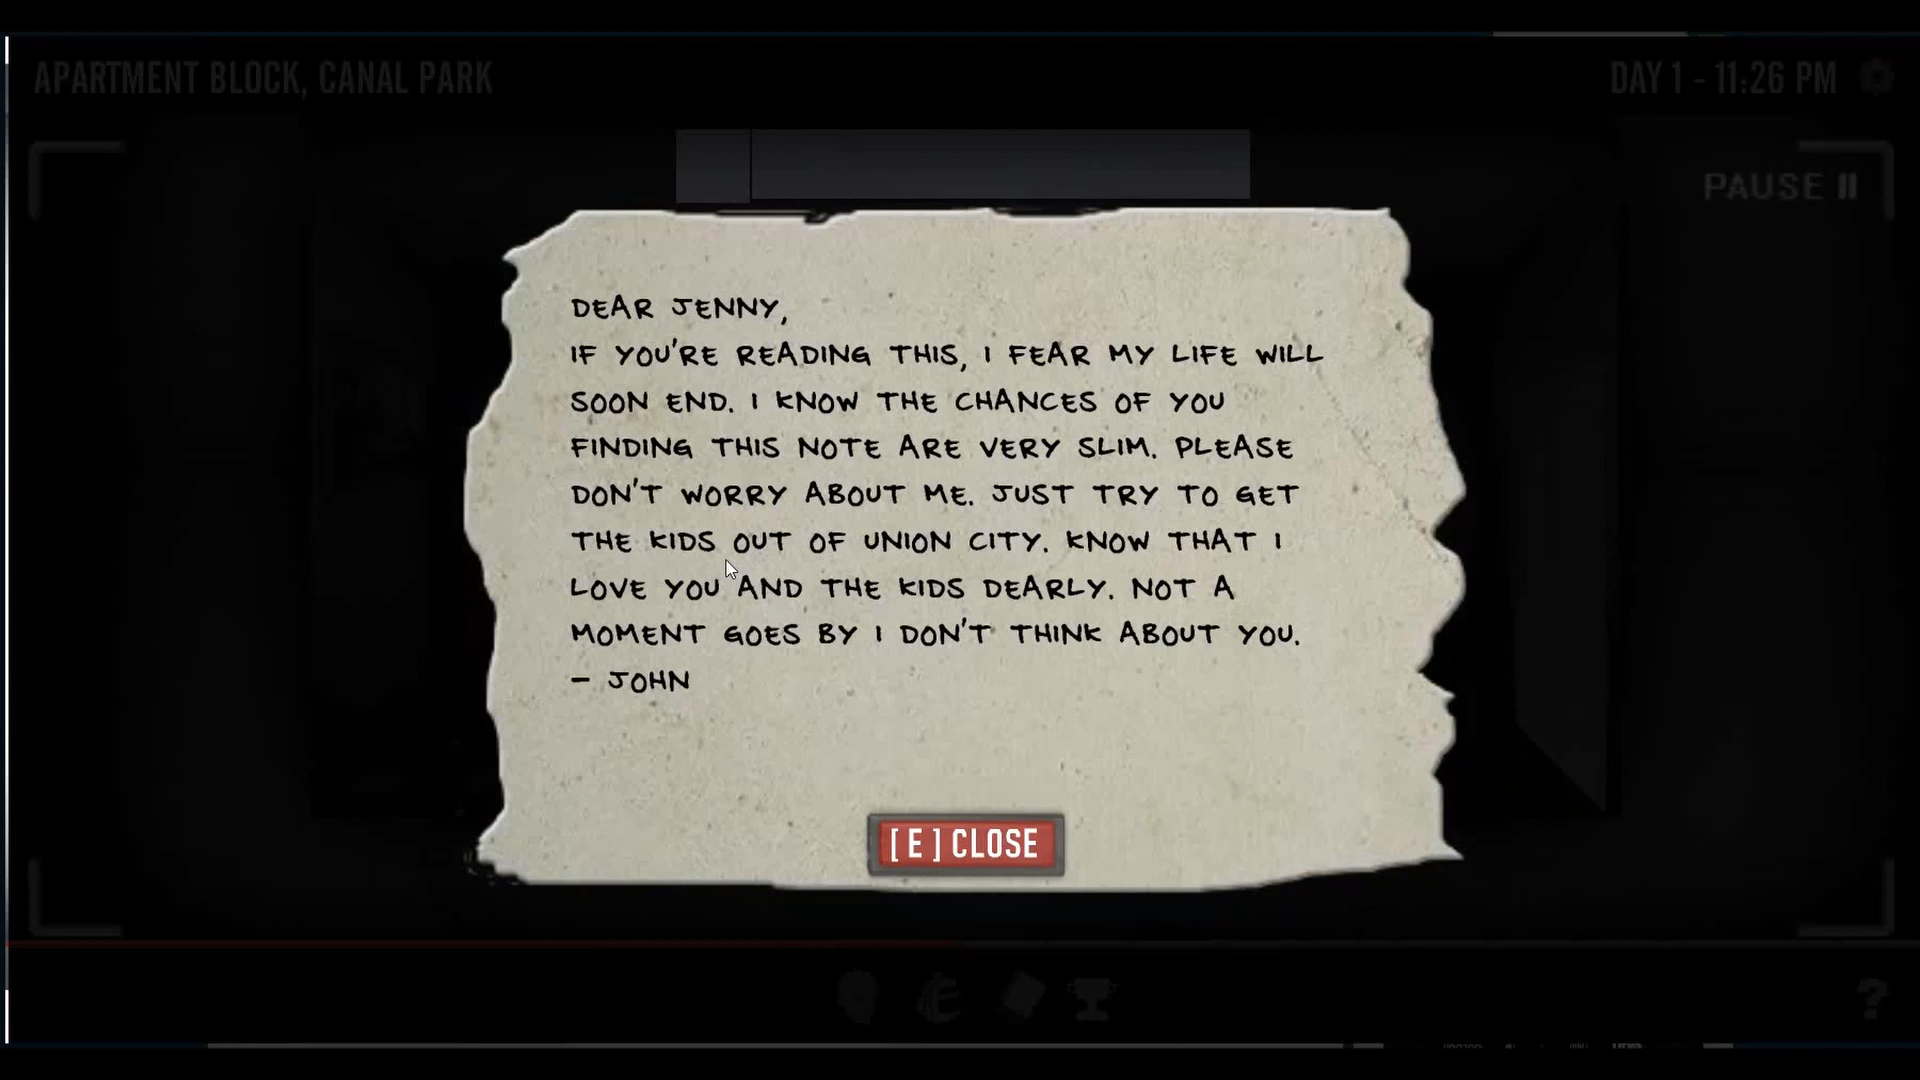 APARTMENT BLOCK, CANAL PARK
DAY 1 - 11:26 PM
PAUSE
DEAR JENNY,
IF YOU'RE READING THIS, I FEAR MY LIFE WILL
SOON END. I KNOW THE CHANCES OF YOU
FINDING THIS NOTE ARE VERY SLIM. PLEASE
DON'T WORRY ABOUT ME. JUST TRY TO GET
THE KIDS OUT OF UNION CITY. KNOW THAT I
LOVE YOU AND THE KIDS DEARLY. NOT A
MOMENT GOES BY I DON'T THINK ABOUT YOU.
- JOHN
[ E ] CLOSE
?